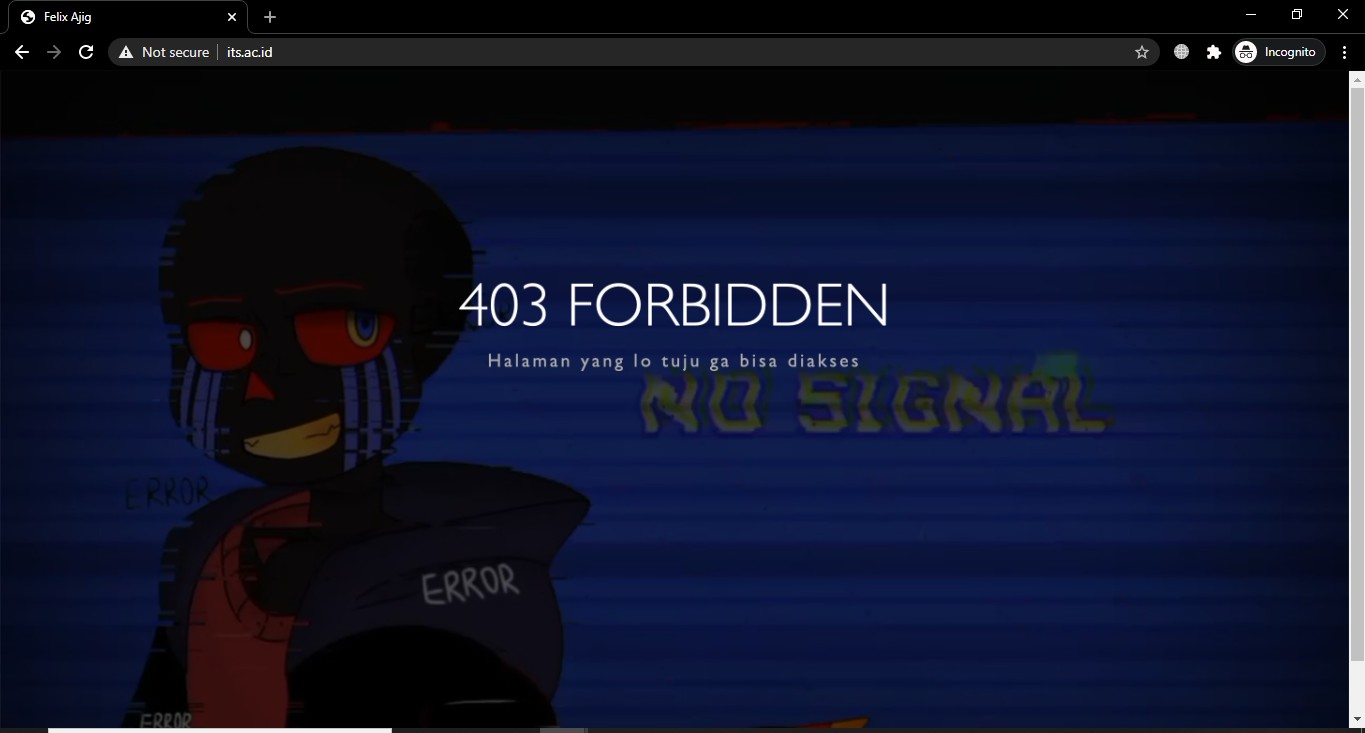 Felix Ajig
Not secure
its.ac.id
Incognito
403 FORBIDDEN
Halaman yang lo tuju ga bisa diakses
NO SIGNAL
ERROR
ERROR
ERROR